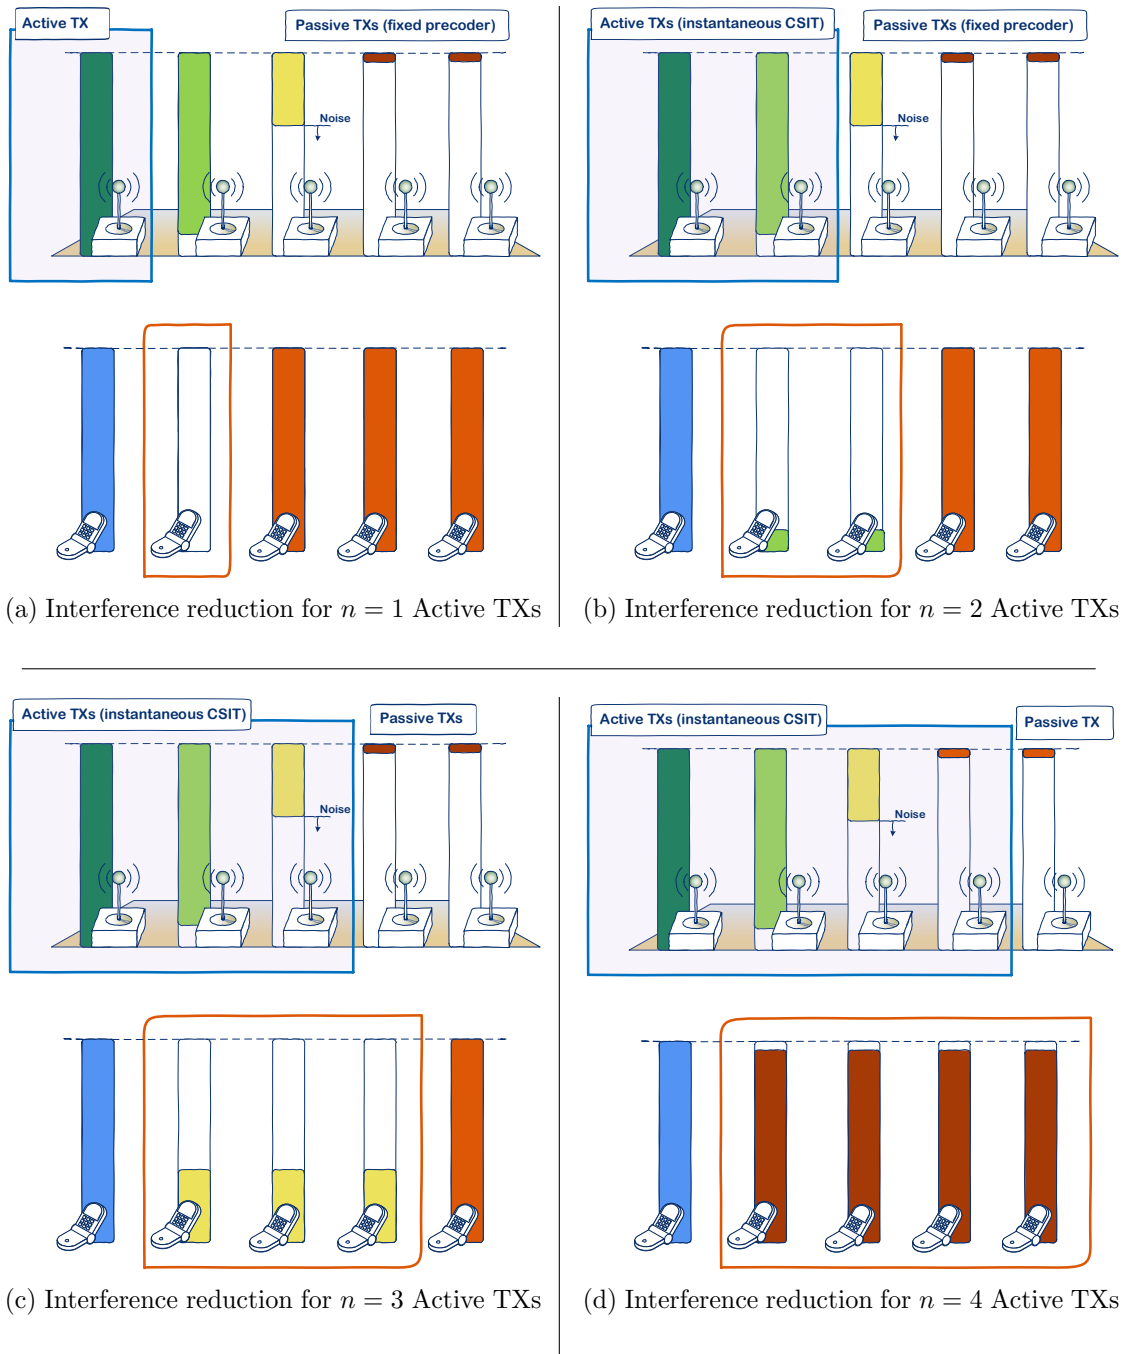 Active TX
Passive TXs (fixed precoder)
Noise
(a) Interference reduction for n = 1 Active TXs
Active TXs (instantaneous CSIT)
Passive TXs (fixed precoder)
Noise
(b) Interference reduction for n = 2 Active TXs
Active TXs (instantaneous CSIT)
Passive TXs
Noise
(c) Interference reduction for n = 3 Active TXs
Active TXs (instantaneous CSIT)
Passive TX
Noise
(d) Interference reduction for n = 4 Active TXs